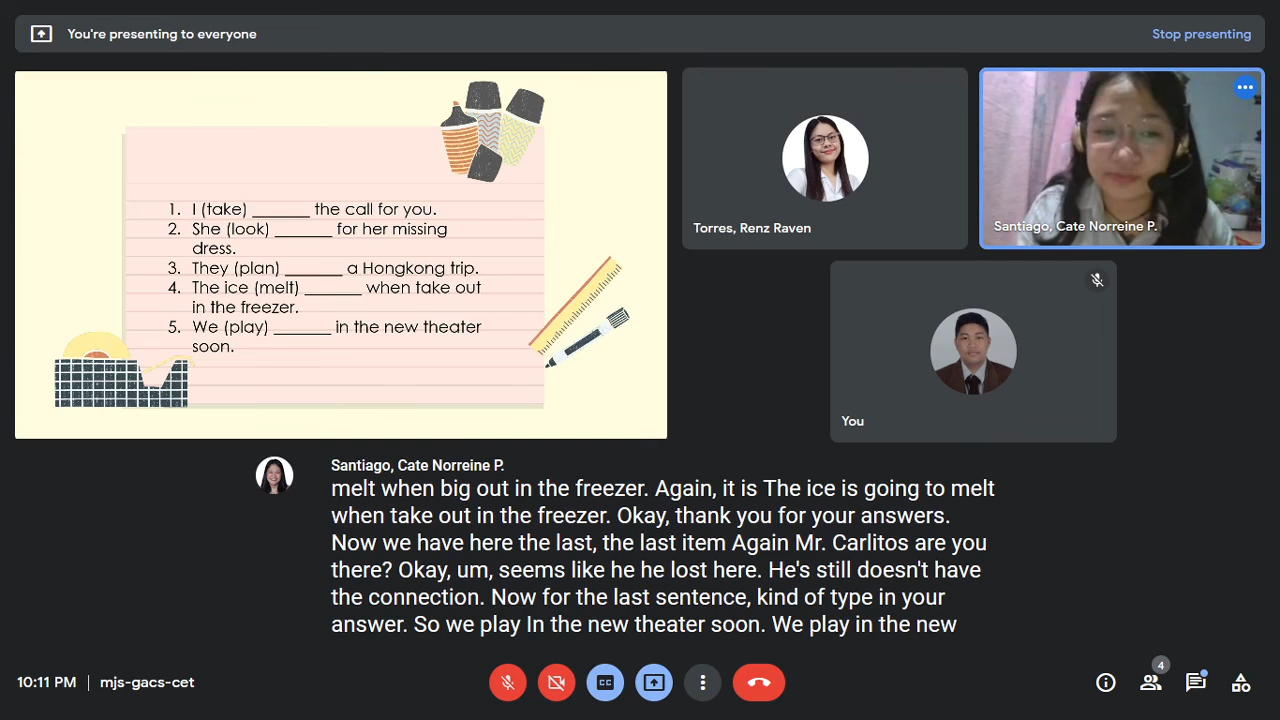 You're presenting to everyone
Stop presenting
1. I (take) _______ the call for you.
2. She (look) _______ for her missing
dress.
3. They (plan) _______ a Hongkong trip.
4. The ice (melt) _______ when take out
in the freezer.
5. We (play) _______ in the new theater
soon.
Torres, Renz Raven
Santiago, Cate Norreine P.
You
Santiago, Cate Norreine P.
melt when big out in the freezer. Again, it is The ice is going to melt
when take out in the freezer. Okay, thank you for your answers.
Now we have here the last, the last item Again Mr. Carlitos are you
there? Okay, um, seems like he he lost here. He's still doesn't have
the connection. Now for the last sentence, kind of type in your
answer. So we play In the new theater soon. We play in the new
10:11 PM | mjs-gacs-cet
CC
4